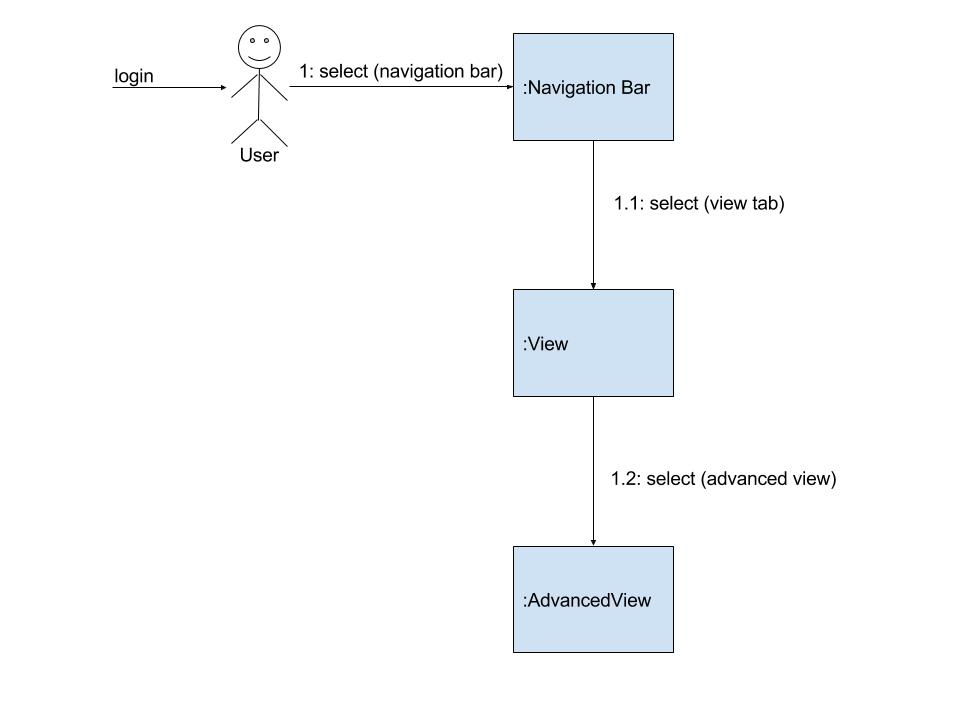 login
1: select (navigation bar)
:Navigation Bar
User
1.1: select (view tab)
:View
1.2: select (advanced view)
:AdvancedView